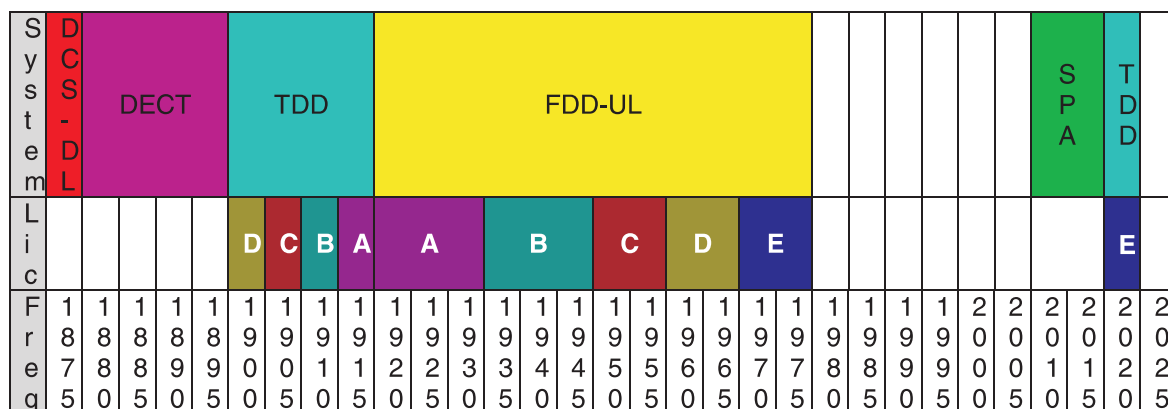 System DCS-DL DECT TDD FDD-UL SPA TDD
Lic D C B A A B C D E E
Freq 1875 1880 1885 1890 1895 1900 1905 1910 1915 1920 1925 1930 1935 1940 1945 1950 1955 1960 1965 1970 1975 1980 1985 1990 1995 2000 2005 2010 2015 2020 2025